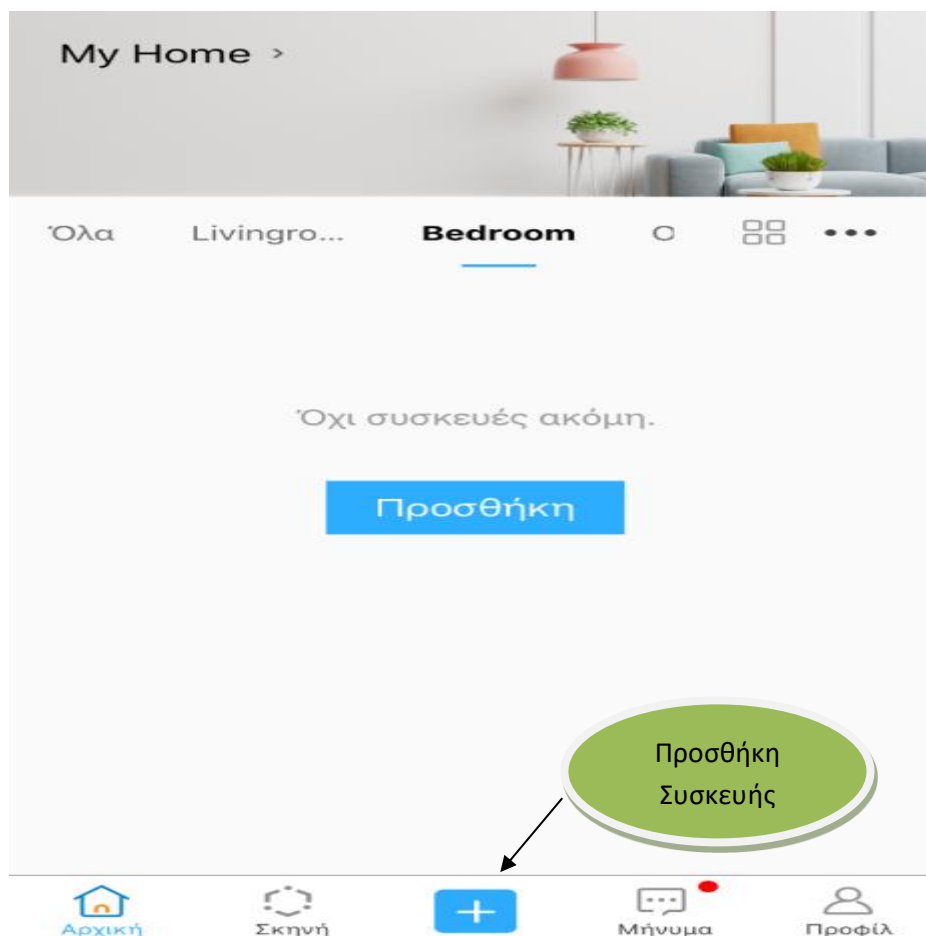 My Home >
Όλα Livingro... Bedroom
Όχι συσκευές ακόμη.
Προσθήκη
Προσθήκη
Συσκευής
Αρχική Σκηνή Μήνυμα Προφίλ